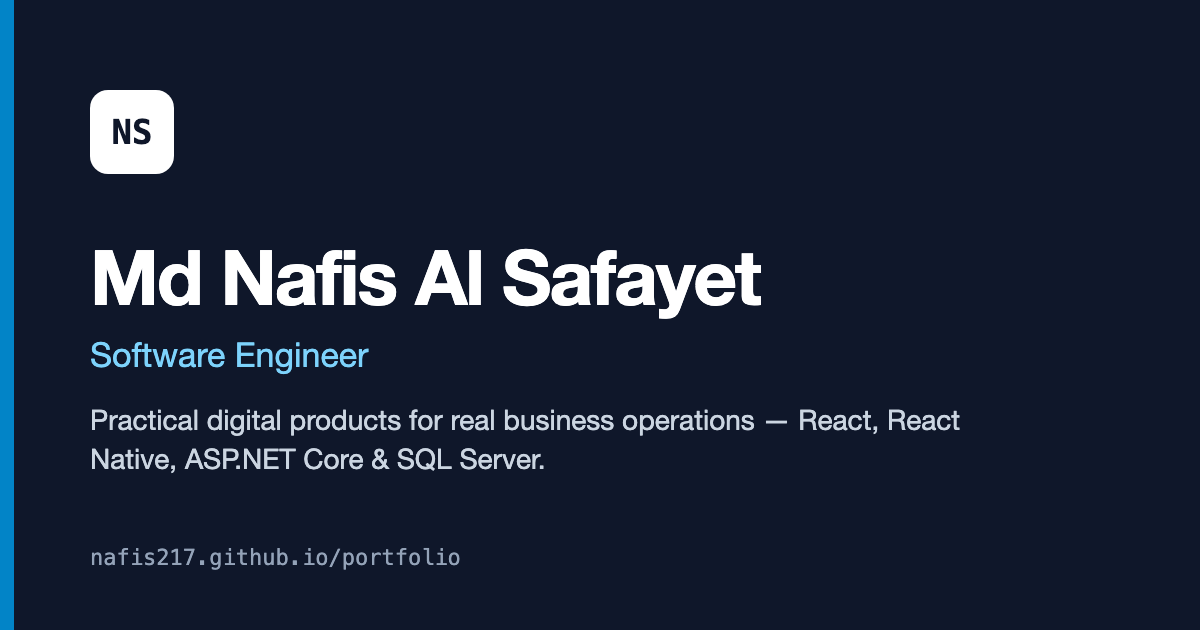 NS
Md Nafis Al Safayet
Software Engineer
Practical digital products for real business operations — React, React
Native, ASP.NET Core & SQL Server.
nafis217.github.io/portfolio